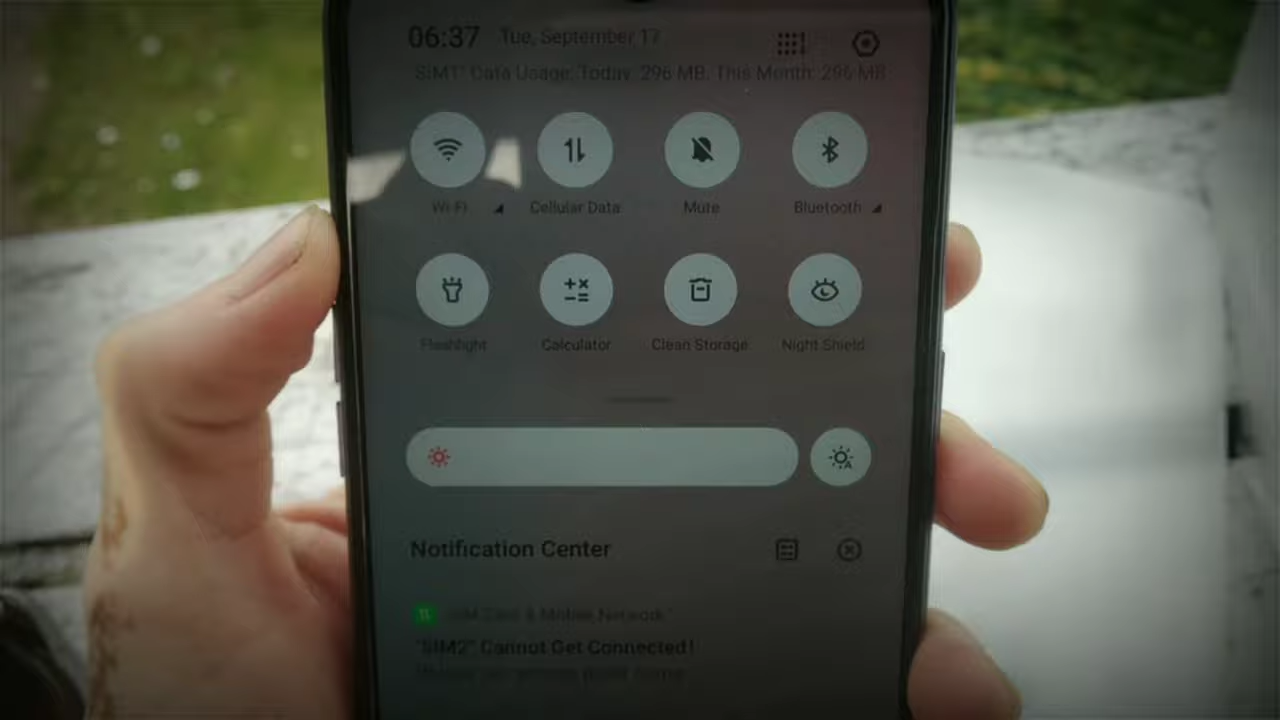 06:37 Tue, September 17
"SIM1" Data Usage: Today: 296 MB. This Month: 296 MB
Wi-Fi Cellular Data Mute Bluetooth
Flashlight Calculator Clean Storage Night Shield
Notification Center
"SIM Card & Mobile Network"
"SIM2" Cannot Get Connected!